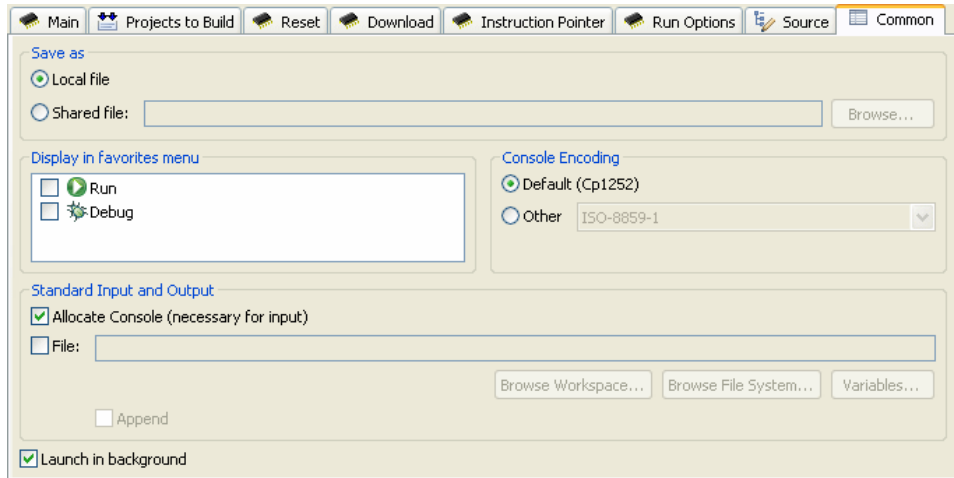 Main Projects to Build Reset Download Instruction Pointer Run Options Source Common
Save as
Local file
Shared file: Browse...
Display in favorites menu
Run
Debug
Console Encoding
Default (Cp1252)
Other ISO-8859-1
Standard Input and Output
Allocate Console (necessary for input)
File:
Browse Workspace... Browse File System... Variables...
Append
Launch in background